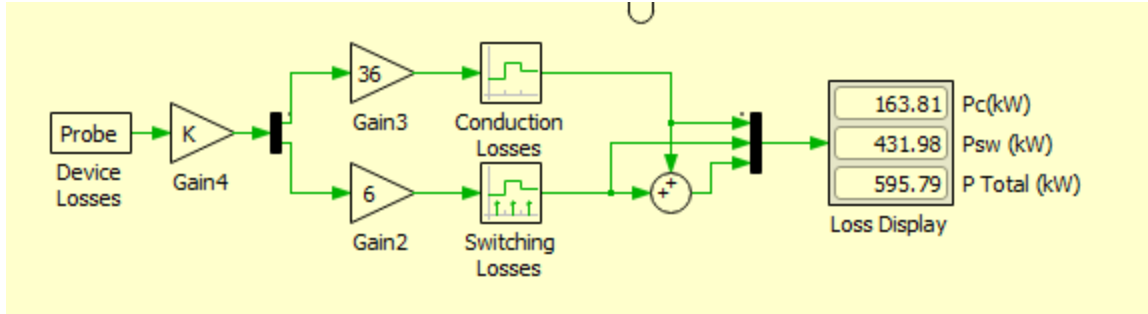 Probe
Device
Losses
K
Gain4
36
Gain3
6
Gain2
Conduction
Losses
Switching
Losses
163.81 Pc(kW)
431.98 Psw (kW)
595.79 P Total (kW)
Loss Display